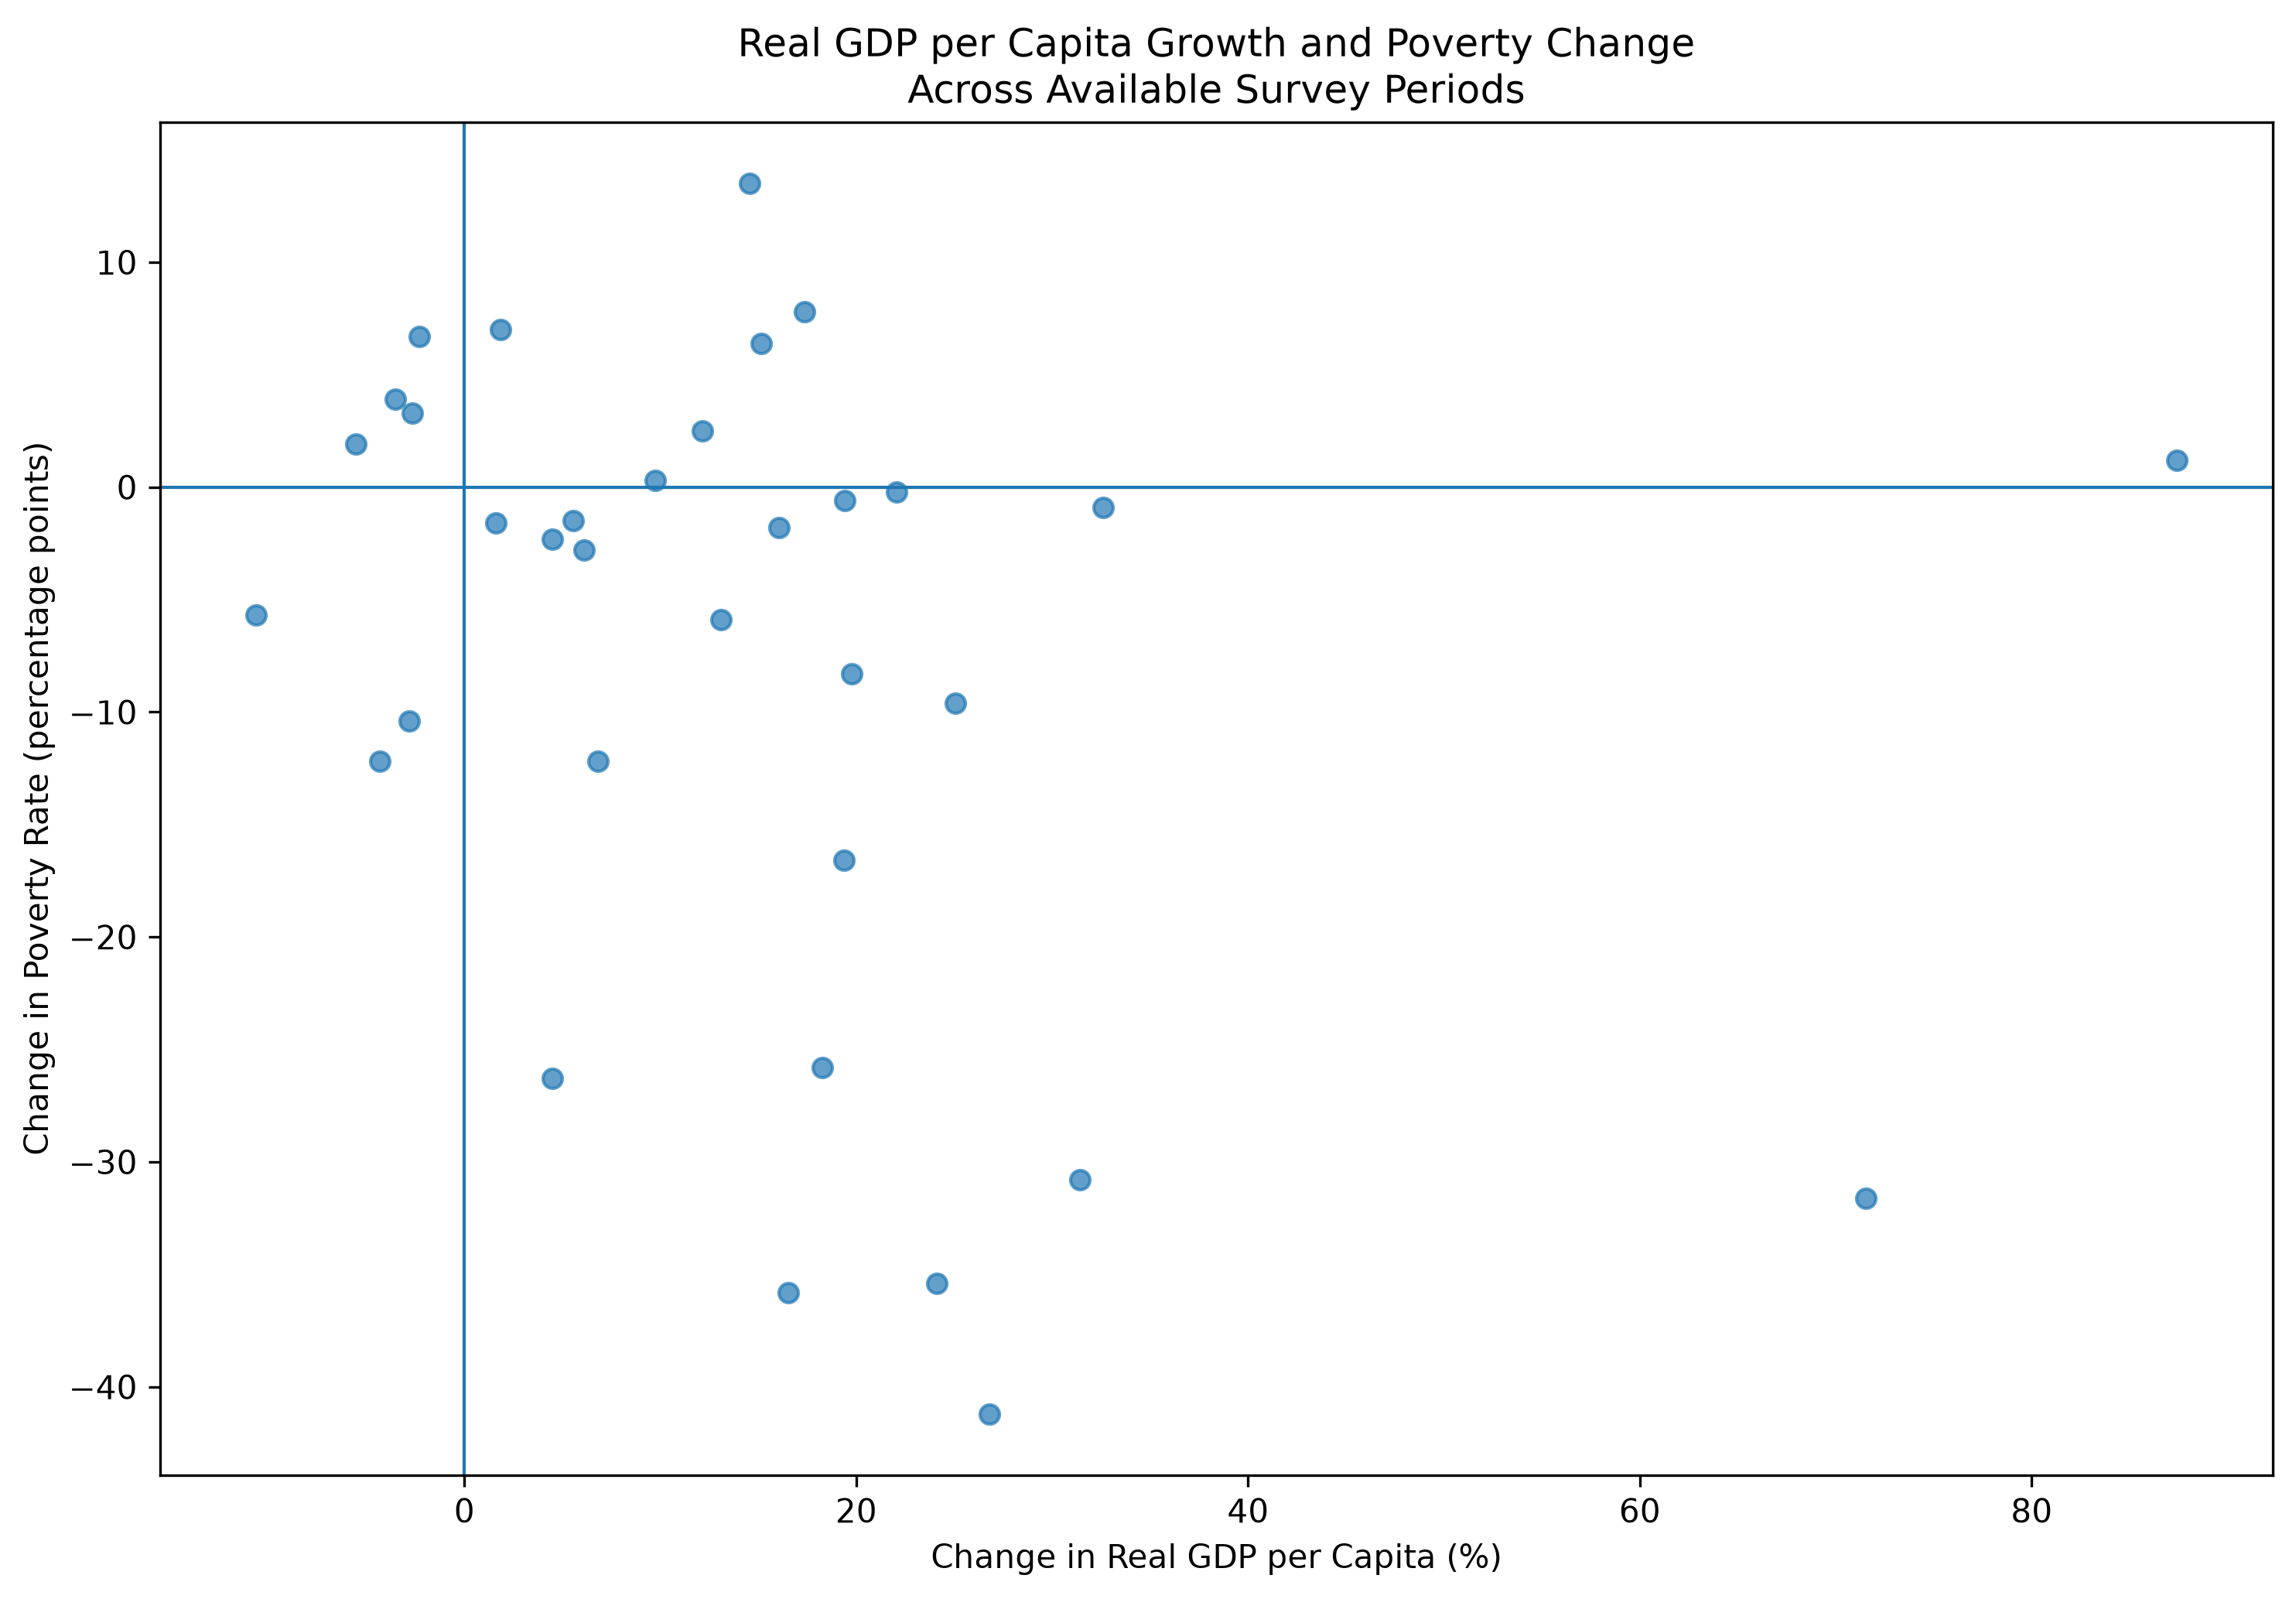 Real GDP per Capita Growth and Poverty Change
Across Available Survey Periods
Change in Poverty Rate (percentage points)
10
0
−10
−20
−30
−40
0 20 40 60 80
Change in Real GDP per Capita (%)